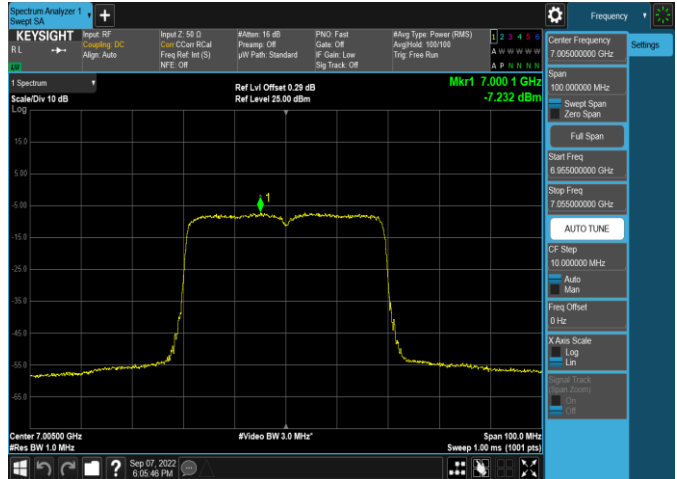 Spectrum Analyzer 1
Swept SA
+
Frequency
KEYSIGHT
RL
Input: RF
Coupling: DC
Align: Auto
Input Z: 50 Ω
Corr CCorr RCal
Freq Ref: Int (S)
NFE: Off
#Atten: 16 dB
Preamp: Off
µW Path: Standard
PNO: Fast
Gate: Off
IF Gain: Low
Sig Track: Off
#Avg Type: Power (RMS)
Avg|Hold: 100/100
Trig: Free Run
1 2 3 4 5 6
A W W W W W
A P N N N N
1 Spectrum
Scale/Div 10 dB
Log
Ref Lvl Offset 0.29 dB
Ref Level 25.00 dBm
Mkr1 7.000 1 GHz
-7.232 dBm
15.0
5.00
-5.00
-15.0
-25.0
-35.0
-45.0
-55.0
-65.0
1
Center 7.00500 GHz
#Res BW 1.0 MHz
#Video BW 3.0 MHz*
Span 100.0 MHz
Sweep 1.00 ms (1001 pts)
?
Sep 07, 2022
6:05:46 PM
Center Frequency
7.005000000 GHz
Settings
Span
100.000000 MHz
Swept Span
Zero Span
Full Span
Start Freq
6.955000000 GHz
Stop Freq
7.055000000 GHz
AUTO TUNE
CF Step
10.000000 MHz
Auto
Man
Freq Offset
0 Hz
X Axis Scale
Log
Lin
Signal Track
(Span Zoom)
On
Off